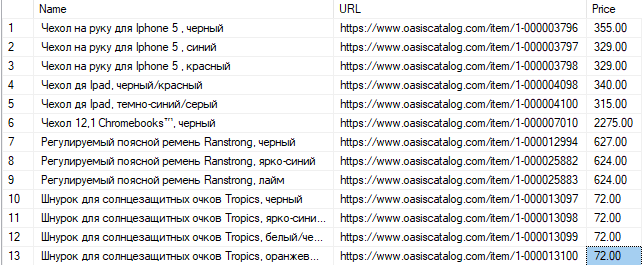 Name URL Price
1 Чехол на руку для Iphone 5 , черный https://www.oasiscatalog.com/item/1-000003796 355.00
2 Чехол на руку для Iphone 5 , синий https://www.oasiscatalog.com/item/1-000003797 329.00
3 Чехол на руку для Iphone 5 , красный https://www.oasiscatalog.com/item/1-000003798 329.00
4 Чехол дя Ipad, черный/красный https://www.oasiscatalog.com/item/1-000004098 340.00
5 Чехол дя Ipad, темно-синий/серый https://www.oasiscatalog.com/item/1-000004100 315.00
6 Чехол 12,1 Chromebooks™, черный https://www.oasiscatalog.com/item/1-000007010 2275.00
7 Регулируемый поясной ремень Ranstrong, черный https://www.oasiscatalog.com/item/1-000012994 627.00
8 Регулируемый поясной ремень Ranstrong, ярко-синий https://www.oasiscatalog.com/item/1-000025882 624.00
9 Регулируемый поясной ремень Ranstrong, лайм https://www.oasiscatalog.com/item/1-000025883 624.00
10 Шнурок для солнцезащитных очков Tropics, черный https://www.oasiscatalog.com/item/1-000013097 72.00
11 Шнурок для солнцезащитных очков Tropics, ярко-сини... https://www.oasiscatalog.com/item/1-000013098 72.00
12 Шнурок для солнцезащитных очков Tropics, белый/че... https://www.oasiscatalog.com/item/1-000013099 72.00
13 Шнурок для солнцезащитных очков Tropics, оранжев... https://www.oasiscatalog.com/item/1-000013100 72.00